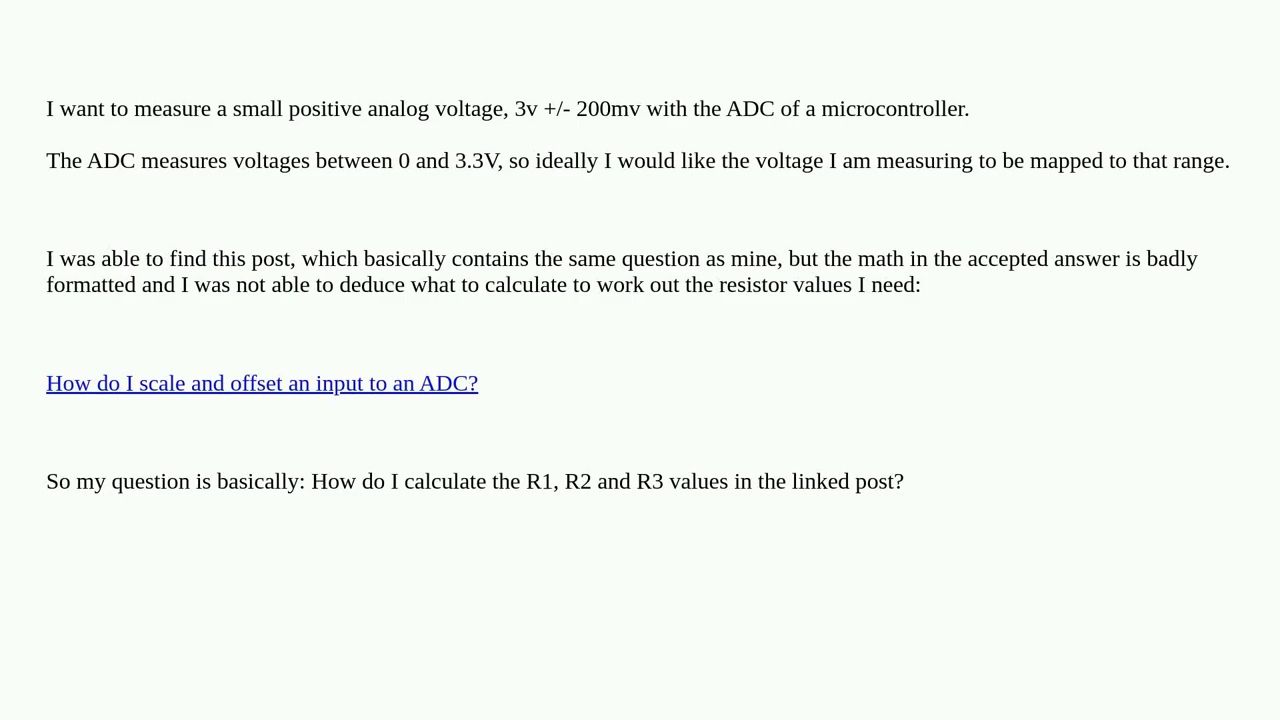 I want to measure a small positive analog voltage, 3v +/- 200mv with the ADC of a microcontroller.
The ADC measures voltages between 0 and 3.3V, so ideally I would like the voltage I am measuring to be mapped to that range.
I was able to find this post, which basically contains the same question as mine, but the math in the accepted answer is badly
formatted and I was not able to deduce what to calculate to work out the resistor values I need:
How do I scale and offset an input to an ADC?
So my question is basically: How do I calculate the R1, R2 and R3 values in the linked post?